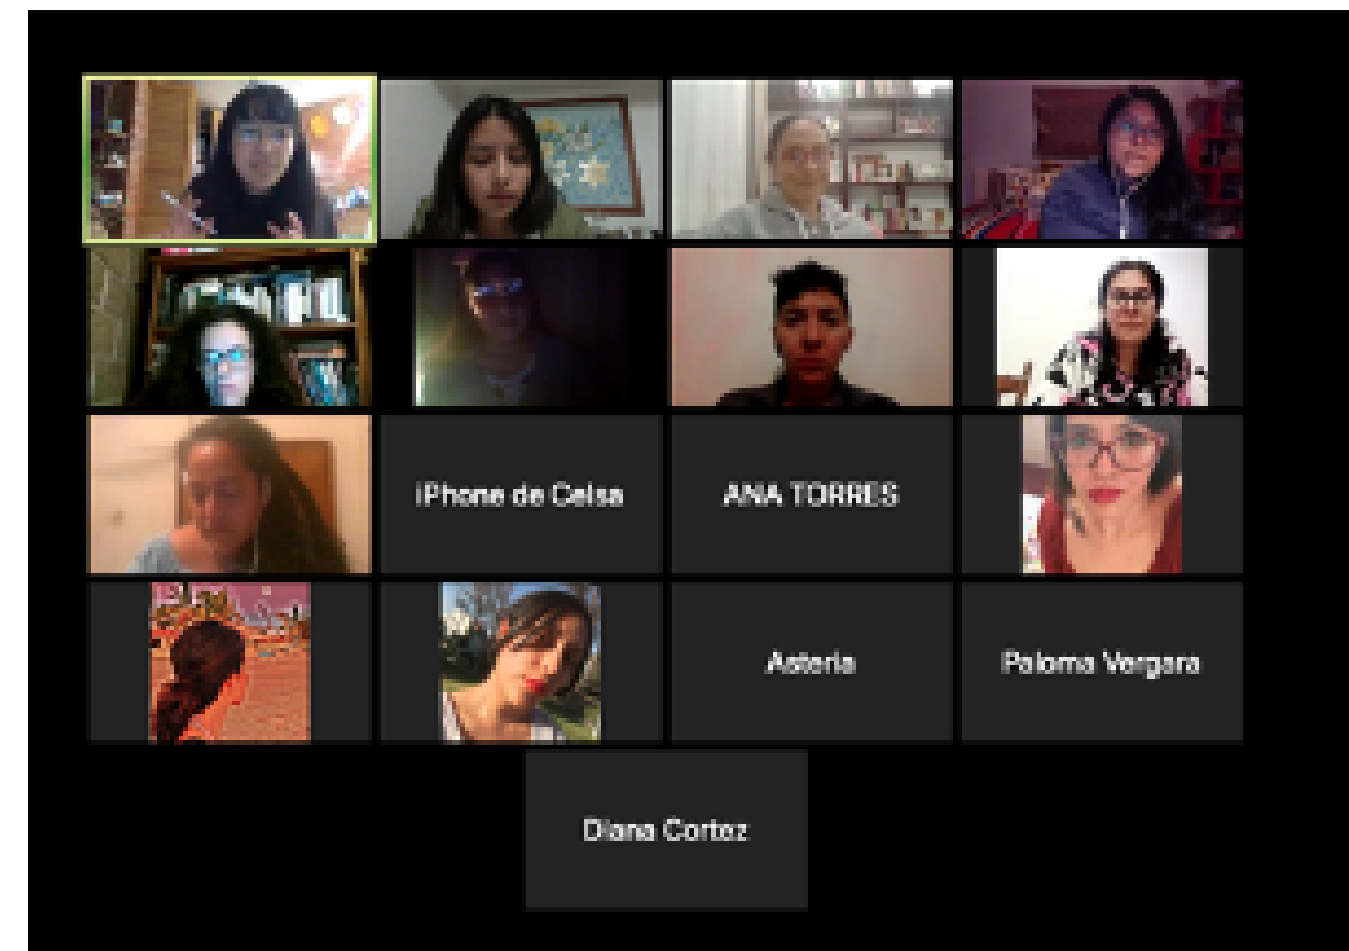 iPhone de Celsa
ANA TORRES
Asteria
Paloma Vergara
Diana Cortez